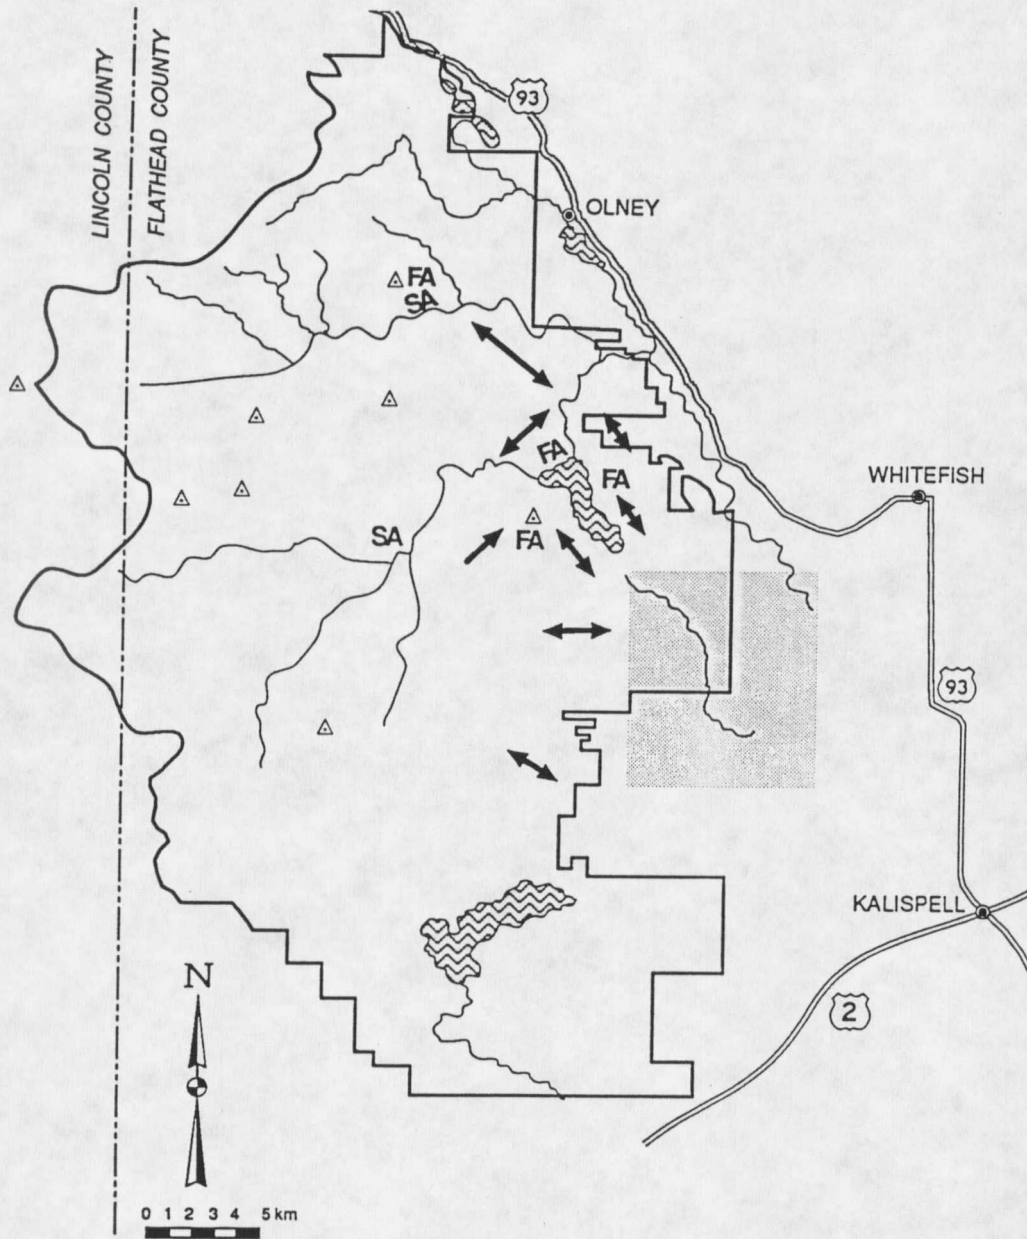 LINCOLN COUNTY
FLATHEAD COUNTY
93
OLNEY
FA
SA
FA
FA
WHITEFISH
SA
FA
93
KALISPELL
2
N
0 1 2 3 4 5 km